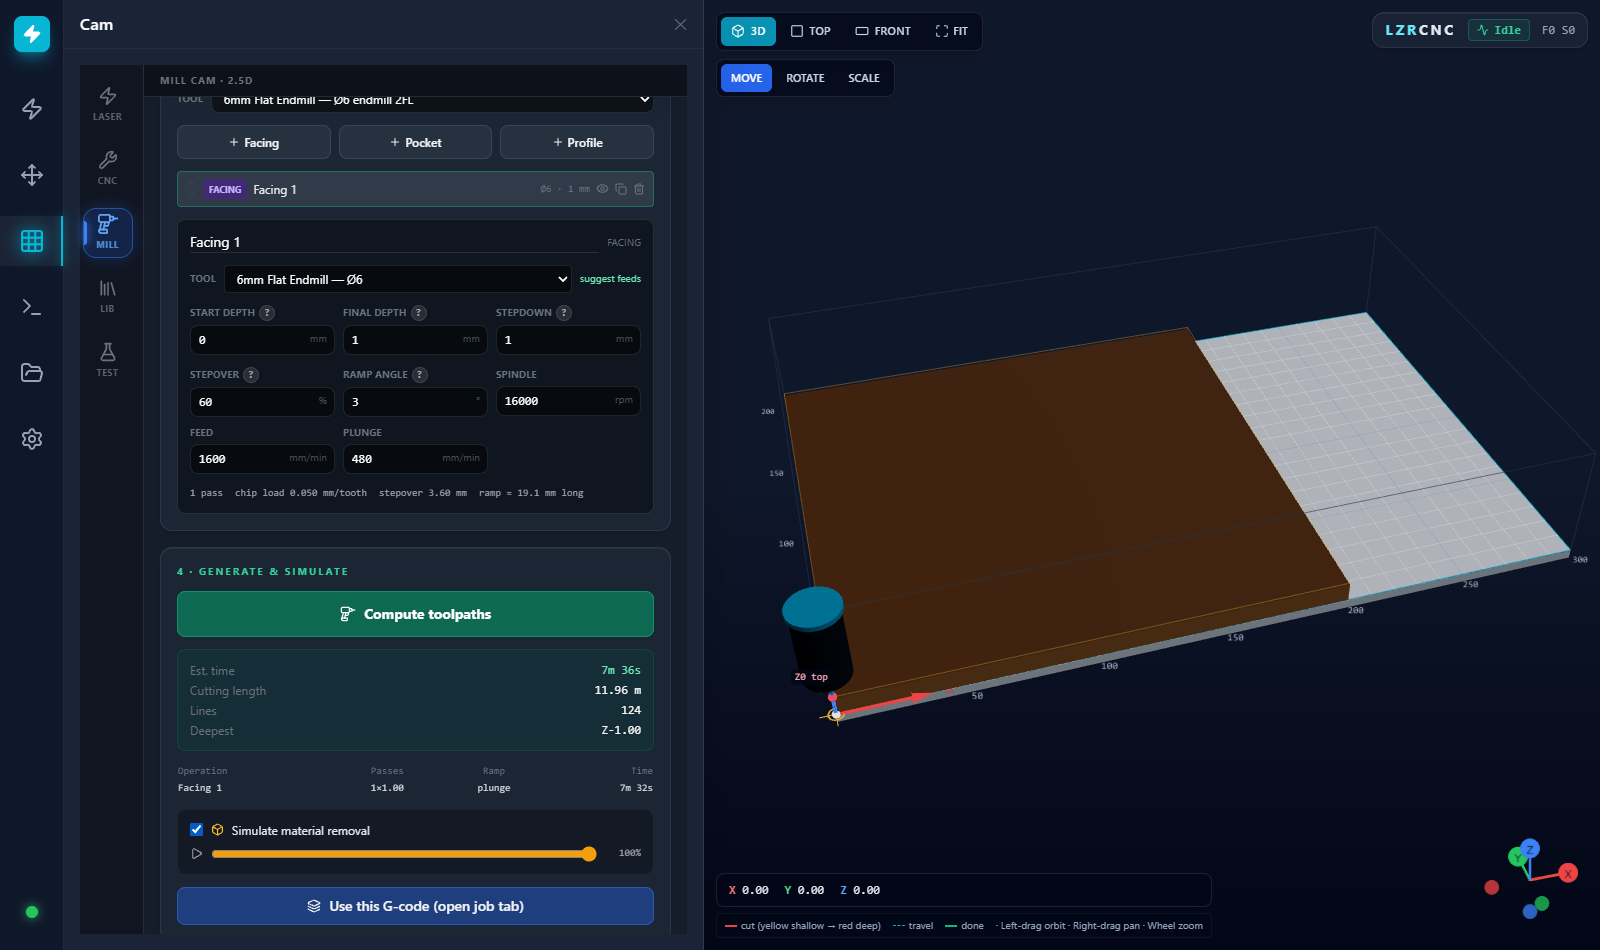 Cam
3D
TOP
FRONT
FIT
LZRCNC
Idle
F0 S0
MOVE
ROTATE
SCALE
LASER
CNC
MILL
LIB
TEST
MILL CAM · 2.5D
TOOL
6mm Flat Endmill — Ø6 endmill 2FL
+ Facing
+ Pocket
+ Profile
FACING
Facing 1
Ø6 · 1 mm
Facing 1
FACING
TOOL
6mm Flat Endmill — Ø6
suggest feeds
START DEPTH ?
FINAL DEPTH ?
STEPDOWN ?
0 mm
1 mm
1 mm
STEPOVER ?
RAMP ANGLE ?
SPINDLE
60 %
3 °
16000 rpm
FEED
PLUNGE
1600 mm/min
480 mm/min
1 pass chip load 0.050 mm/tooth stepover 3.60 mm ramp ≈ 19.1 mm long
4 · GENERATE & SIMULATE
Compute toolpaths
Est. time 7m 36s
Cutting length 11.96 m
Lines 124
Deepest Z-1.00
Operation Passes Ramp Time
Facing 1 1×1.00 plunge 7m 32s
Simulate material removal
100%
Use this G-code (open job tab)
200
150
100
Z0 top
50
100
150
200
250
300
X 0.00 Y 0.00 Z 0.00
cut (yellow shallow → red deep) --- travel done · Left-drag orbit · Right-drag pan · Wheel zoom
Y
Z
X